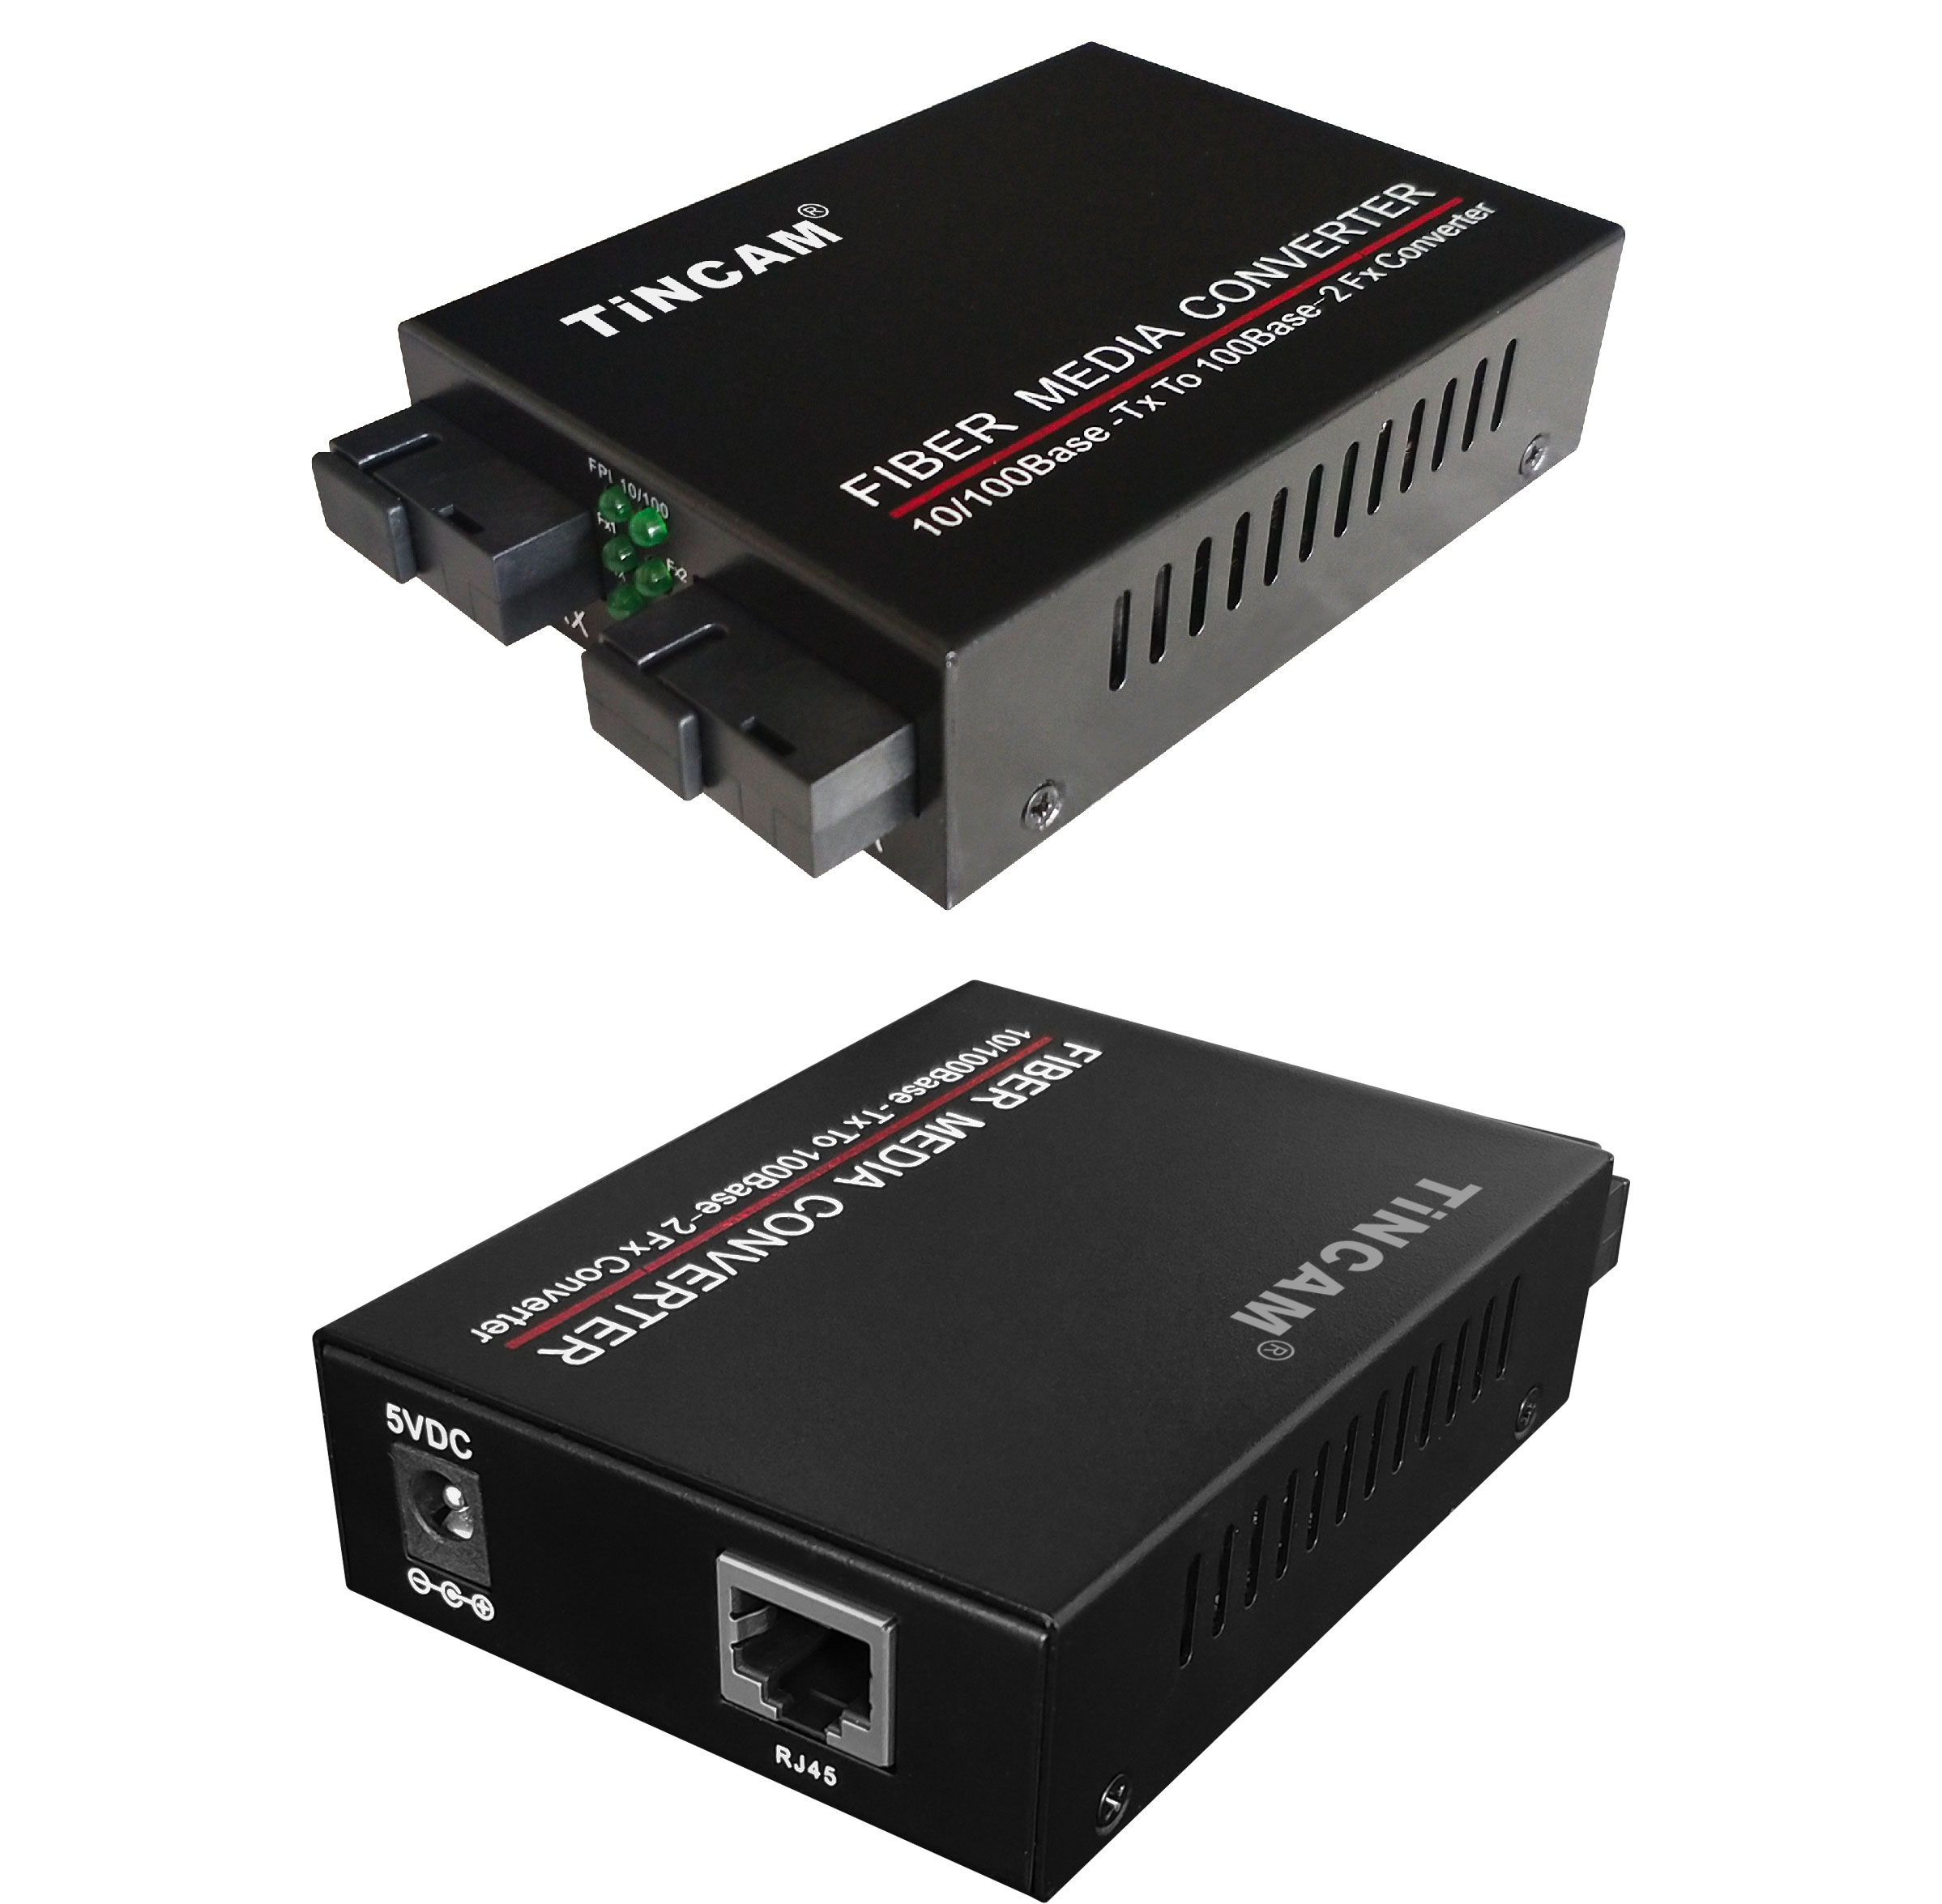 TiNCAM®
FIBER MEDIA CONVERTER
10/100Base-Tx To 100Base-2Fx Converter
FPL 10/100
Fx1
Fx2
FIBER MEDIA CONVERTER
10/100Base-Tx To 100Base-2Fx Converter
TiNCAM®
5VDC
RJ45